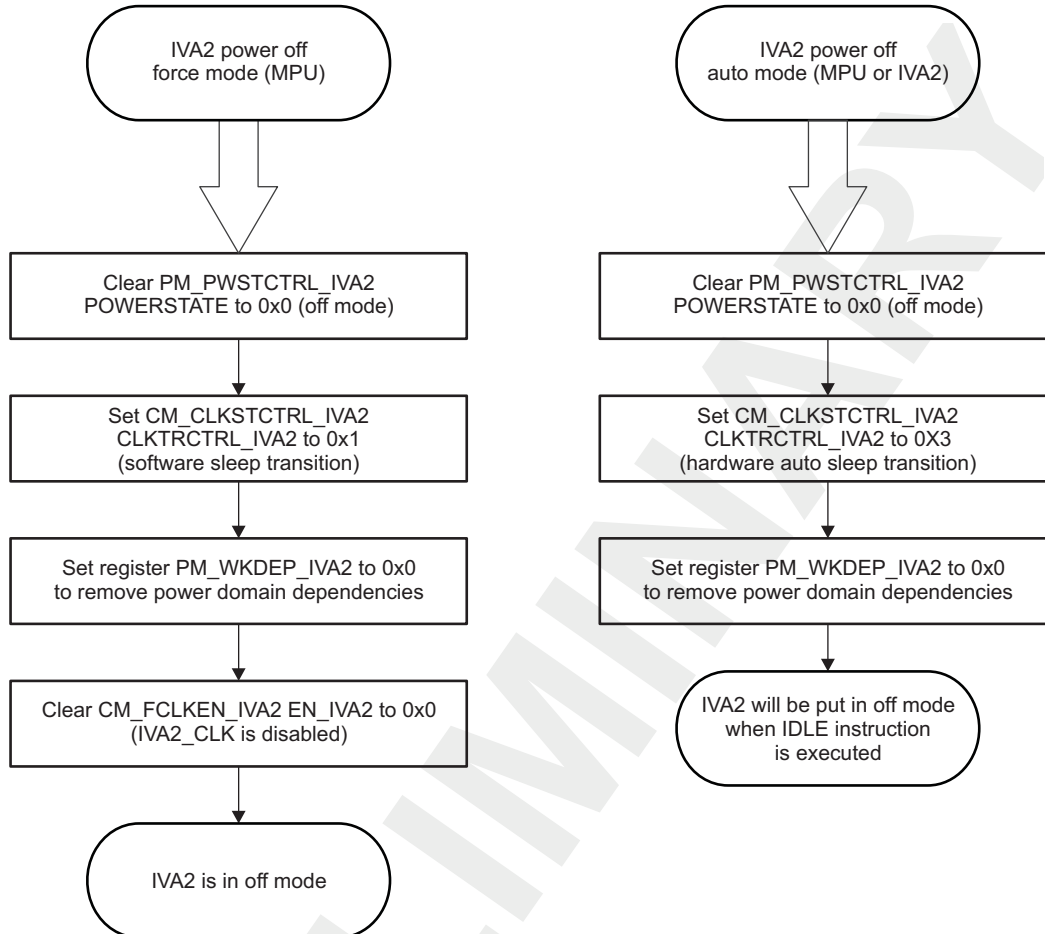 IVA2 power off
force mode (MPU)
Clear PM_PWSTCTRL_IVA2
POWERSTATE to 0x0 (off mode)
Set CM_CLKSTCTRL_IVA2
CLKTRCTRL_IVA2 to 0x1
(software sleep transition)
Set register PM_WKDEP_IVA2 to 0x0
to remove power domain dependencies
Clear CM_FCLKEN_IVA2 EN_IVA2 to 0x0
(IVA2_CLK is disabled)
IVA2 is in off mode
IVA2 power off
auto mode (MPU or IVA2)
Clear PM_PWSTCTRL_IVA2
POWERSTATE to 0x0 (off mode)
Set CM_CLKSTCTRL_IVA2
CLKTRCTRL_IVA2 to 0X3
(hardware auto sleep transition)
Set register PM_WKDEP_IVA2 to 0x0
to remove power domain dependencies
IVA2 will be put in off mode
when IDLE instruction
is executed
LIMINARY